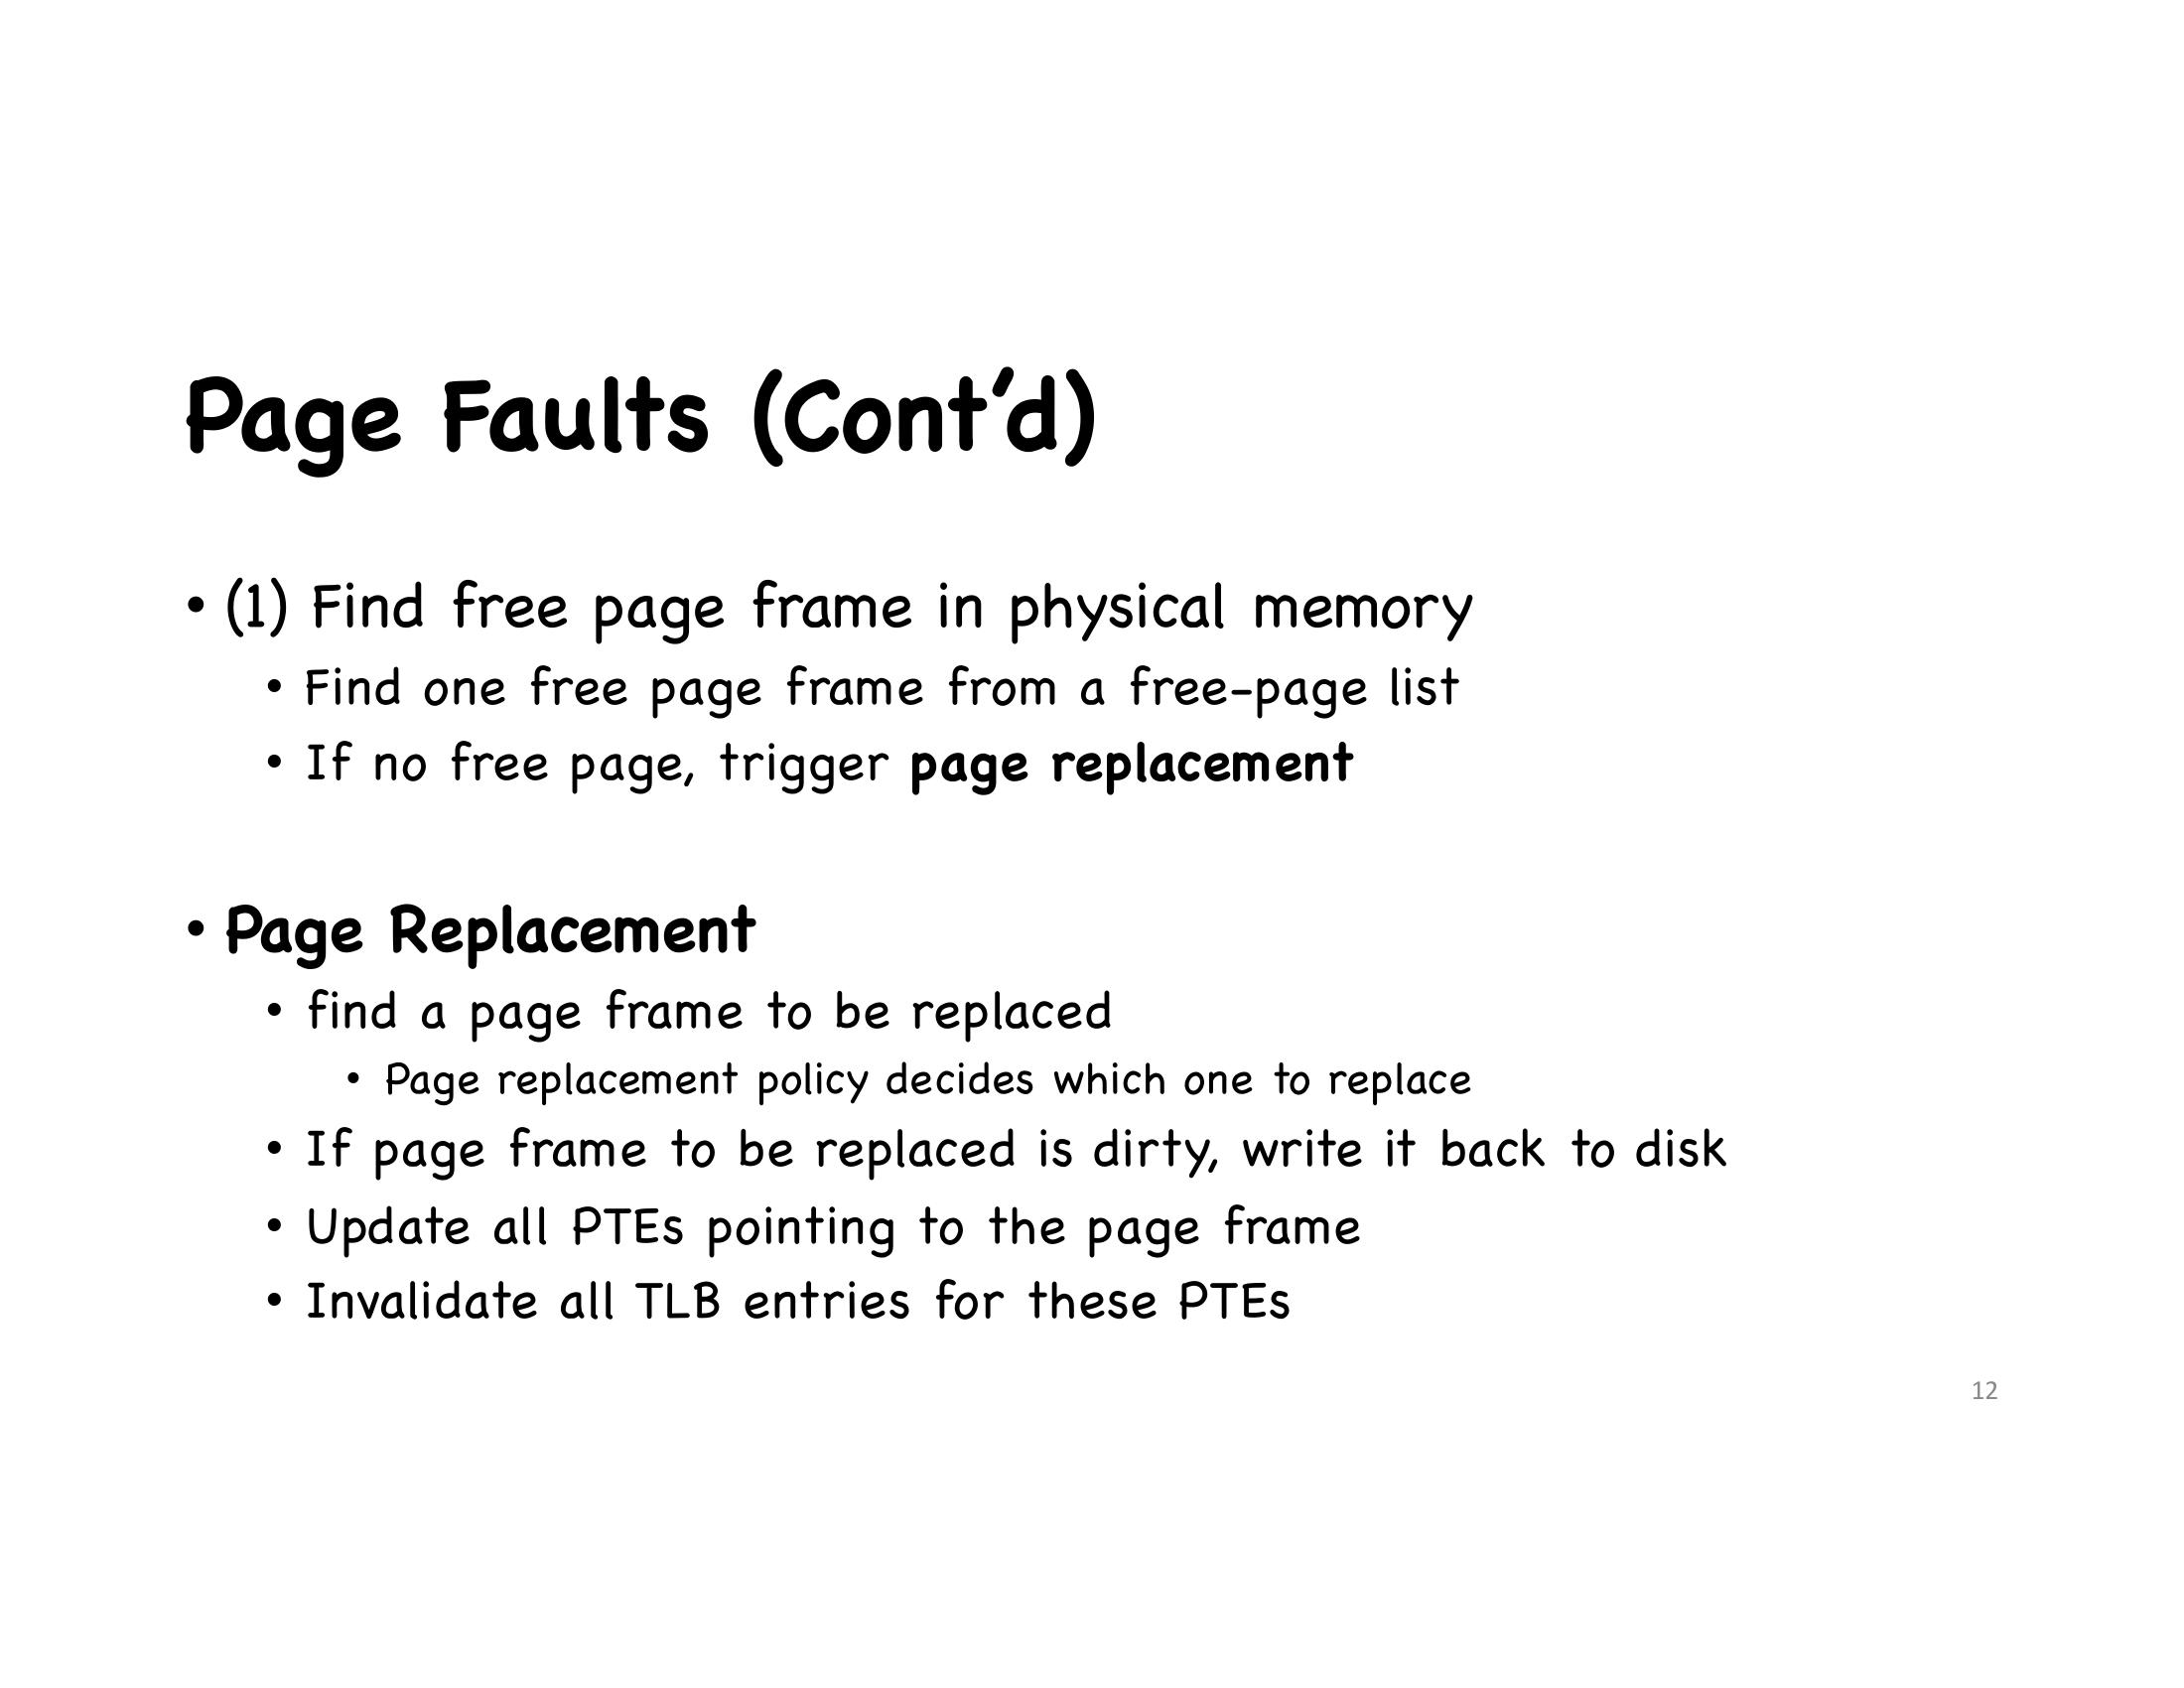 Page Faults (Cont’d)
• (1) Find free page frame in physical memory
• Find one free page frame from a free-page list
• If no free page, trigger page replacement
• Page Replacement
• find a page frame to be replaced
• Page replacement policy decides which one to replace
• If page frame to be replaced is dirty, write it back to disk
• Update all PTEs pointing to the page frame
• Invalidate all TLB entries for these PTEs
12